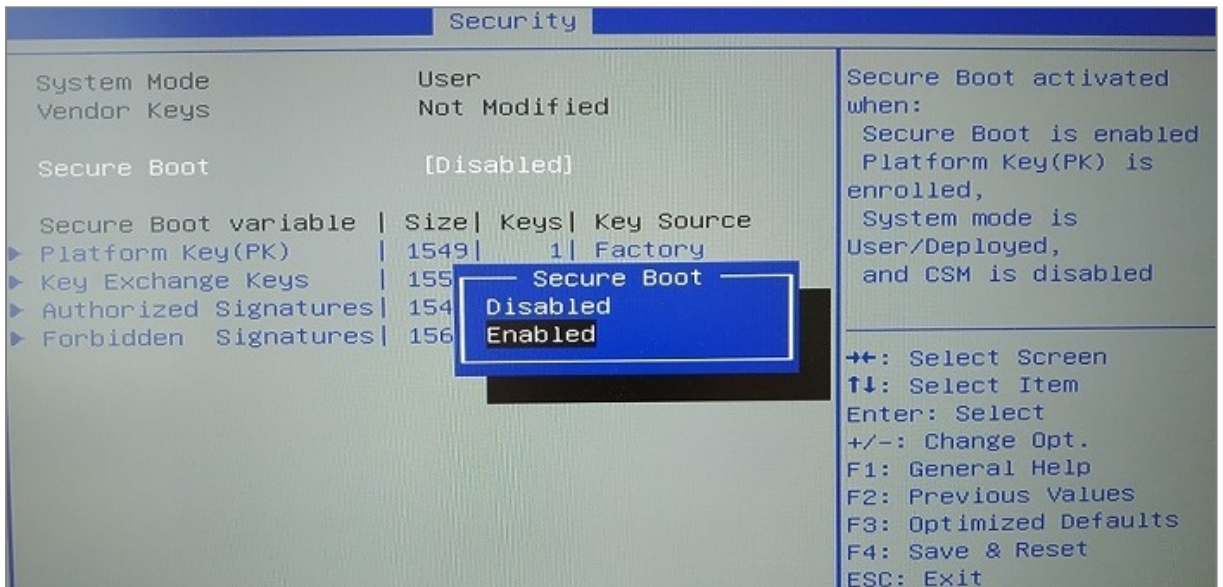 Security
System Mode User
Vendor Keys Not Modified
Secure Boot [Disabled]
Secure Boot variable | Size| Keys| Key Source
▶ Platform Key(PK) | 1549| 1| Factory
▶ Key Exchange Keys | 155
▶ Authorized Signatures| 154
▶ Forbidden Signatures| 156
Secure Boot
Disabled
Enabled
Secure Boot activated
when:
Secure Boot is enabled
Platform Key(PK) is
enrolled,
System mode is
User/Deployed,
and CSM is disabled
→←: Select Screen
↑↓: Select Item
Enter: Select
+/-: Change Opt.
F1: General Help
F2: Previous Values
F3: Optimized Defaults
F4: Save & Reset
ESC: Exit